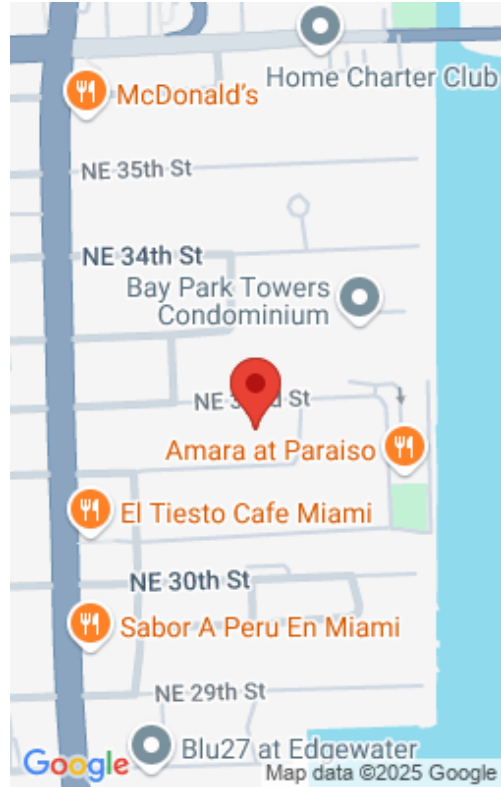 Home Charter Club
McDonald's
NE 35th St
NE 34th St
Bay Park Towers
Condominium
NE 3 d St
Amara at Paraiso
El Tiesto Cafe Miami
NE 30th St
Sabor A Peru En Miami
NE 29th St
Blu27 at Edgewater
Google
Map data ©2025 Google